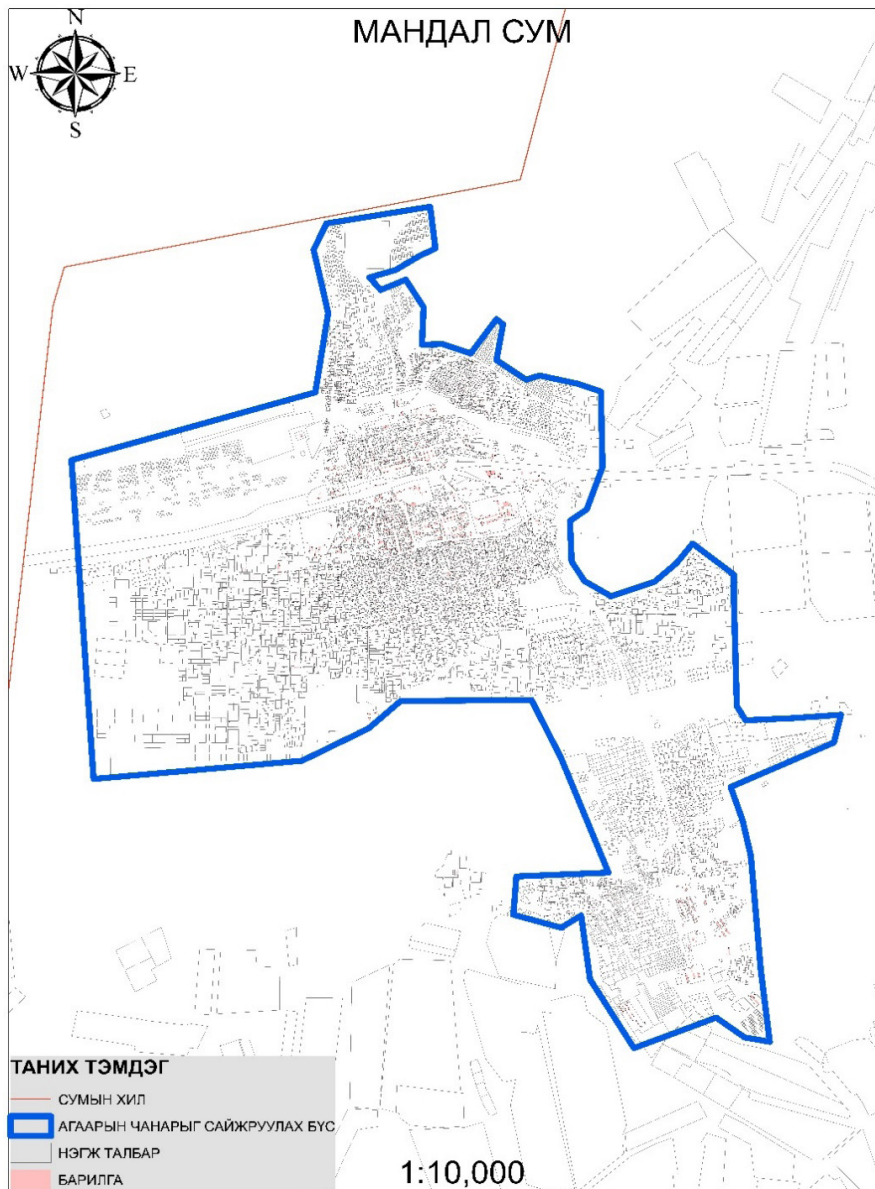 МАНДАЛ СУМ
N
W E
S
ТАНИХ ТЭМДЭГ
СУМЫН ХИЛ
АГААРЫН ЧАНАРЫГ САЙЖРУУЛАХ БҮС
НЭГЖ ТАЛБАР
БАРИЛГА
1:10,000